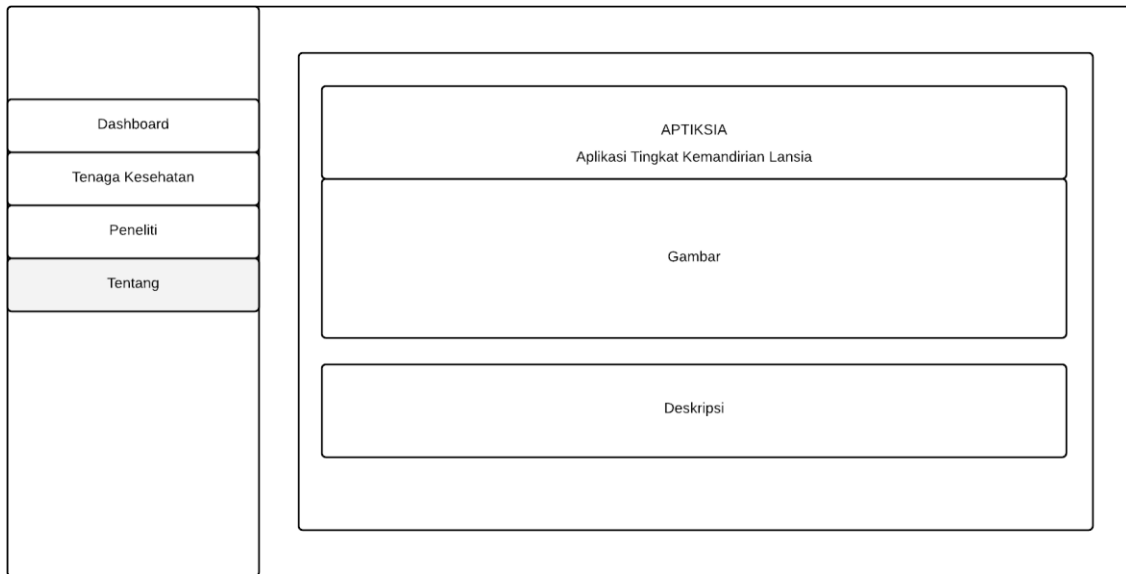 Dashboard
Tenaga Kesehatan
Peneliti
Tentang
APTIKSIA
Aplikasi Tingkat Kemandirian Lansia
Gambar
Deskripsi